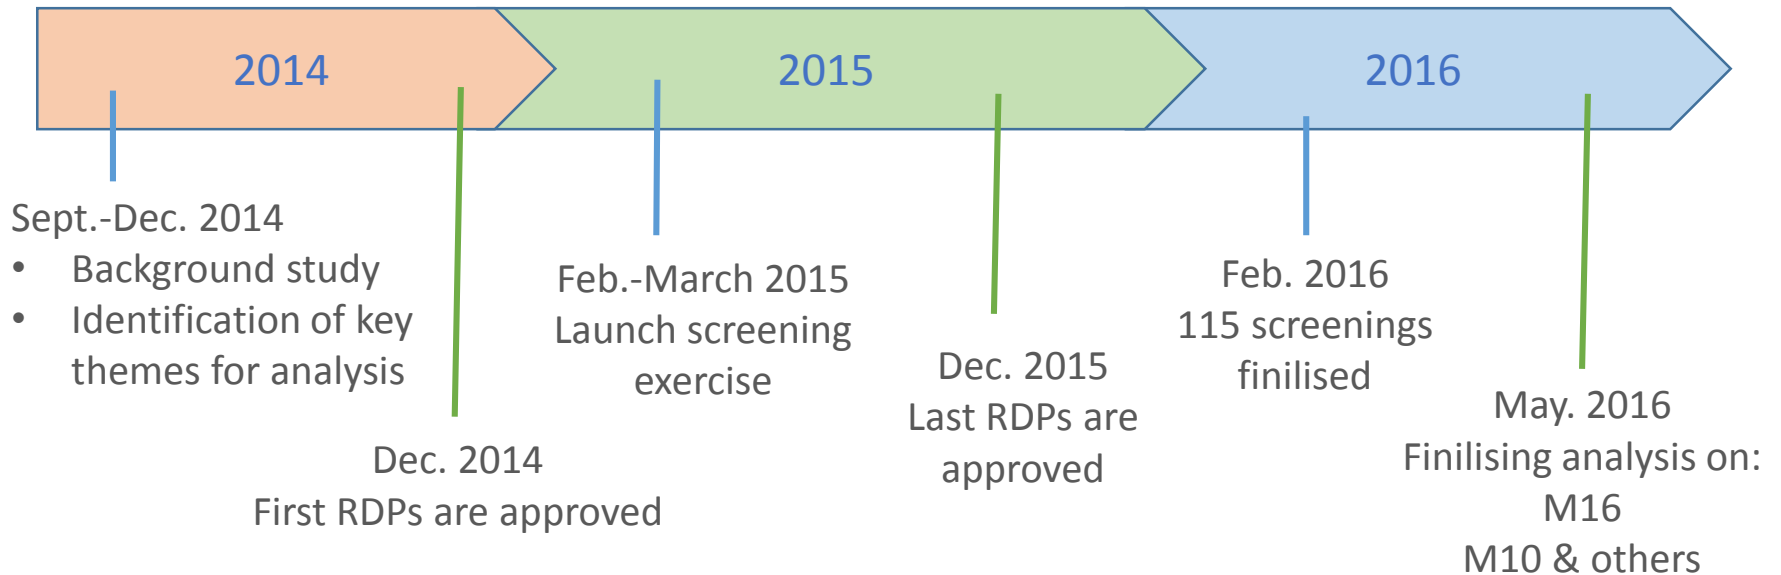 2014
2015
2016
Sept.-Dec. 2014
• Background study
• Identification of key
themes for analysis
Dec. 2014
First RDPs are approved
Feb.-March 2015
Launch screening
exercise
Dec. 2015
Last RDPs are
approved
Feb. 2016
115 screenings
finilised
May. 2016
Finilising analysis on:
M16
M10 & others